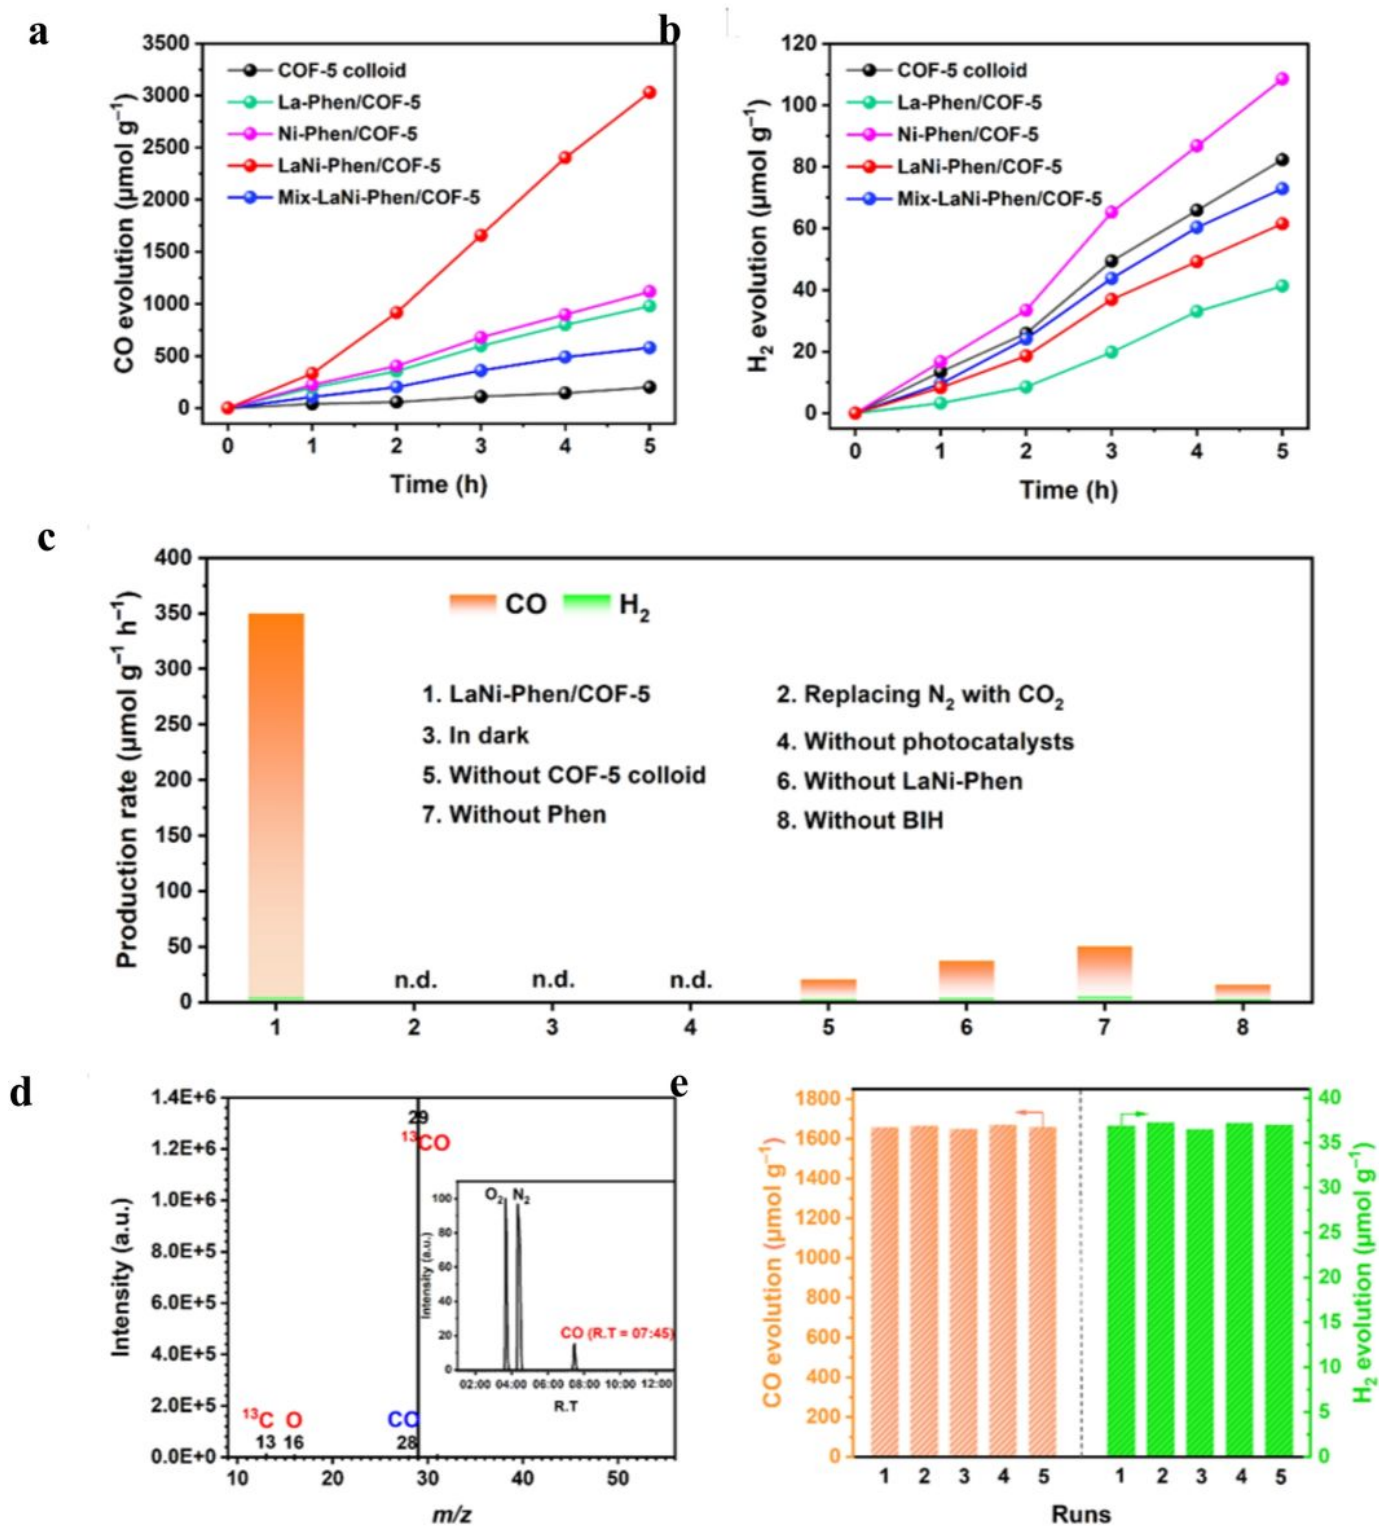 a
3500
3000
2500
2000
1500
1000
500
0
CO evolution (µmol g⁻¹)
COF-5 colloid
La-Phen/COF-5
Ni-Phen/COF-5
LaNi-Phen/COF-5
Mix-LaNi-Phen/COF-5
0 1 2 3 4 5
Time (h)
b
120
100
80
60
40
20
0
H₂ evolution (µmol g⁻¹)
COF-5 colloid
La-Phen/COF-5
Ni-Phen/COF-5
LaNi-Phen/COF-5
Mix-LaNi-Phen/COF-5
0 1 2 3 4 5
Time (h)
c
400
350
300
250
200
150
100
50
0
Production rate (µmol g⁻¹ h⁻¹)
CO H₂
1. LaNi-Phen/COF-5 2. Replacing N₂ with CO₂
3. In dark 4. Without photocatalysts
5. Without COF-5 colloid 6. Without LaNi-Phen
7. Without Phen 8. Without BIH
n.d. n.d. n.d.
1 2 3 4 5 6 7 8
d
1.4E+6
1.2E+6
1.0E+6
8.0E+5
6.0E+5
4.0E+5
2.0E+5
0.0E+0
Intensity (a.u.)
29
¹³CO
¹³C O CO
13 16 28
10 20 30 40 50
m/z
100
80
60
40
20
0
Intensity (a.u.)
O₂ N₂
CO (R.T = 07:45)
02:00 04:00 06:00 08:00 10:00 12:00
R.T
e
1800
1600
1400
1200
1000
800
600
400
200
0
CO evolution (µmol g⁻¹)
40
35
30
25
20
15
10
5
0
H₂ evolution (µmol g⁻¹)
1 2 3 4 5 1 2 3 4 5
Runs